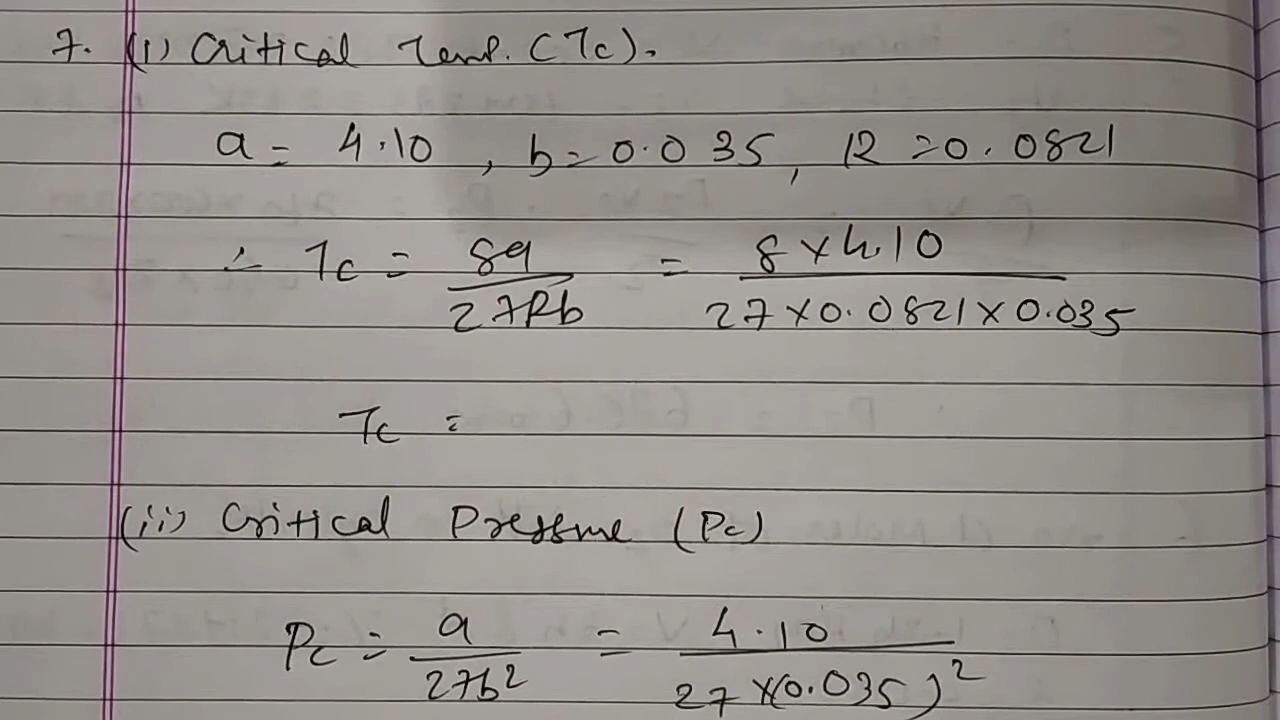 7. (i) Critical Temp. (Tc).
a = 4.10, b = 0.035, R = 0.0821
∴ Tc = 8a/27Rb = 8 × 4.10/27 × 0.0821 × 0.035
Tc =
(ii) Critical Pressure (Pc)
Pc = a/27b² = 4.10/27 × (0.035)²